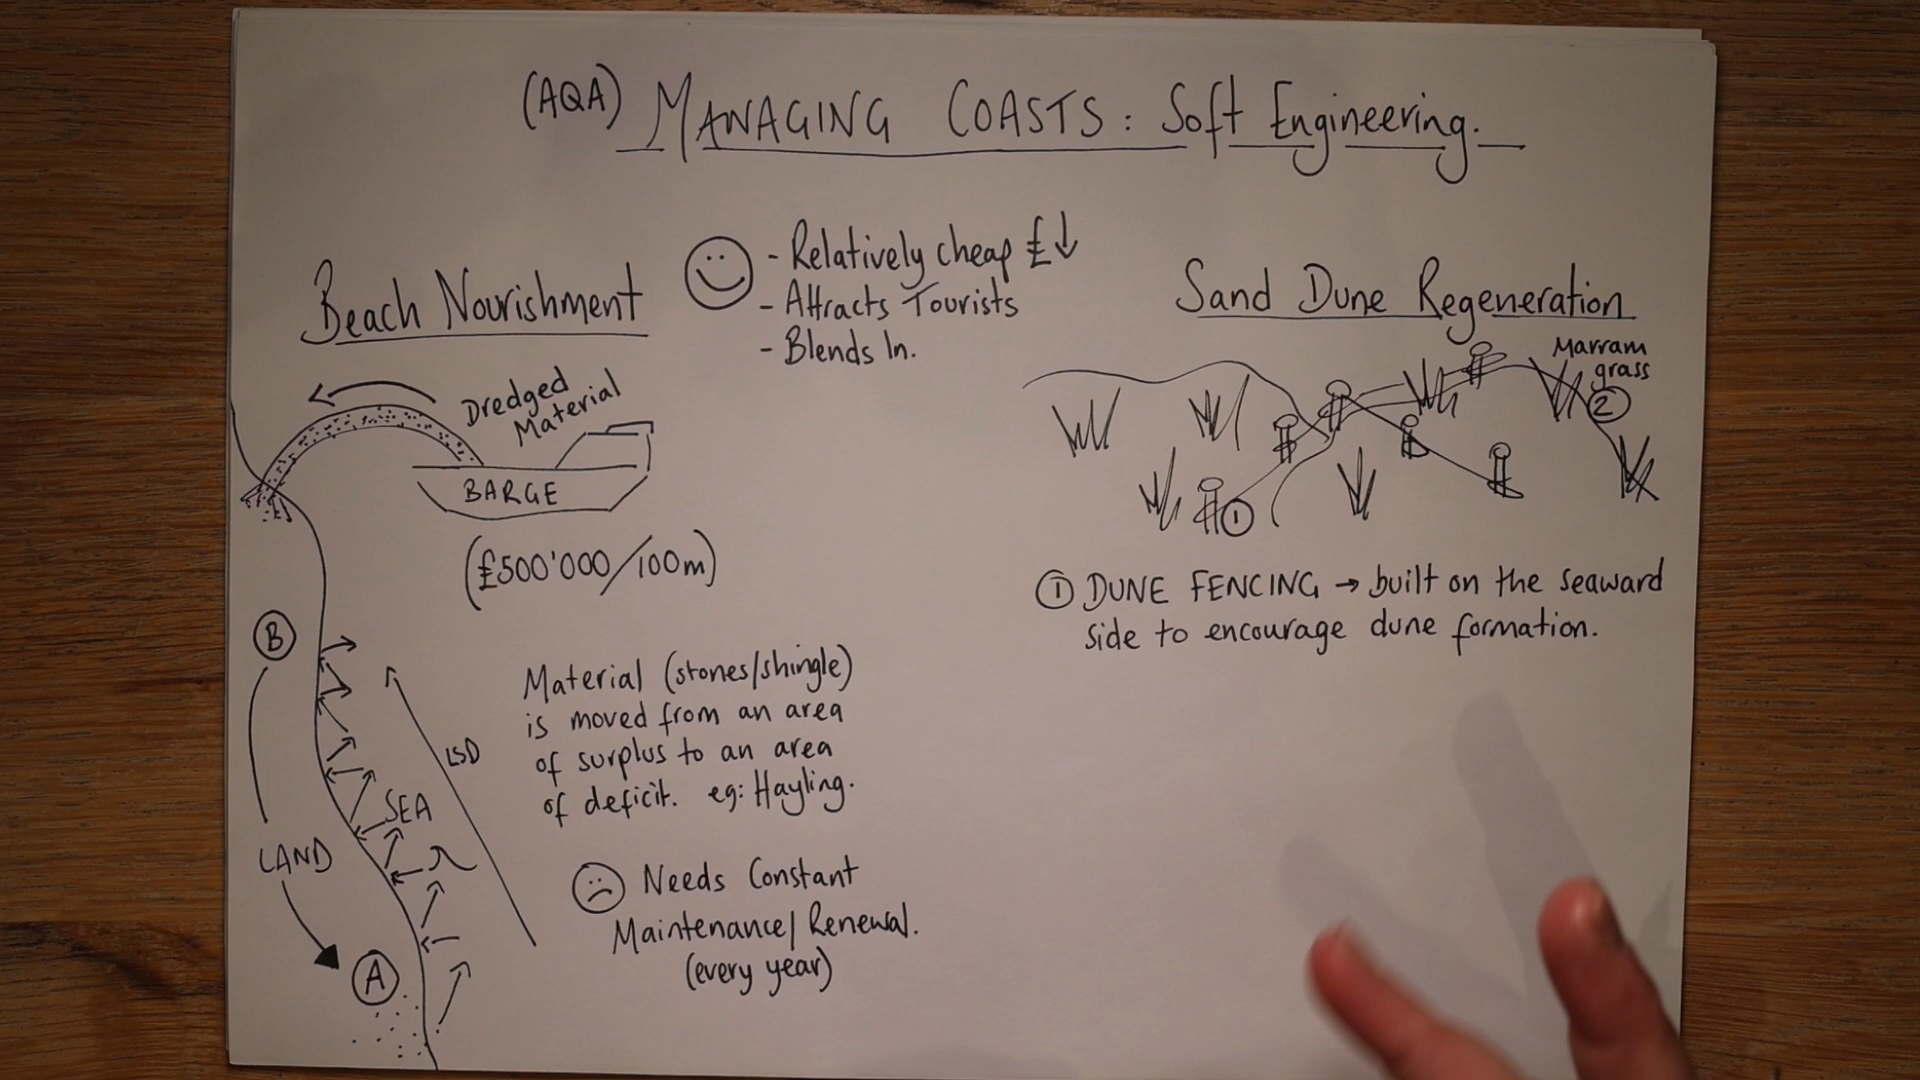 (AQA) MANAGING COASTS: Soft Engineering.
Beach Nourishment
- Relatively cheap £↓
- Attracts Tourists
- Blends In.
Dredged
Material
BARGE
(£500'000/100m)
B
LSD
SEA
LAND
A
Material (stones/shingle)
is moved from an area
of surplus to an area
of deficit. eg: Hayling.
Needs Constant
Maintenance/Renewal.
(every year)
Sand Dune Regeneration
Marram
grass
2
1
① DUNE FENCING → built on the seaward
side to encourage dune formation.